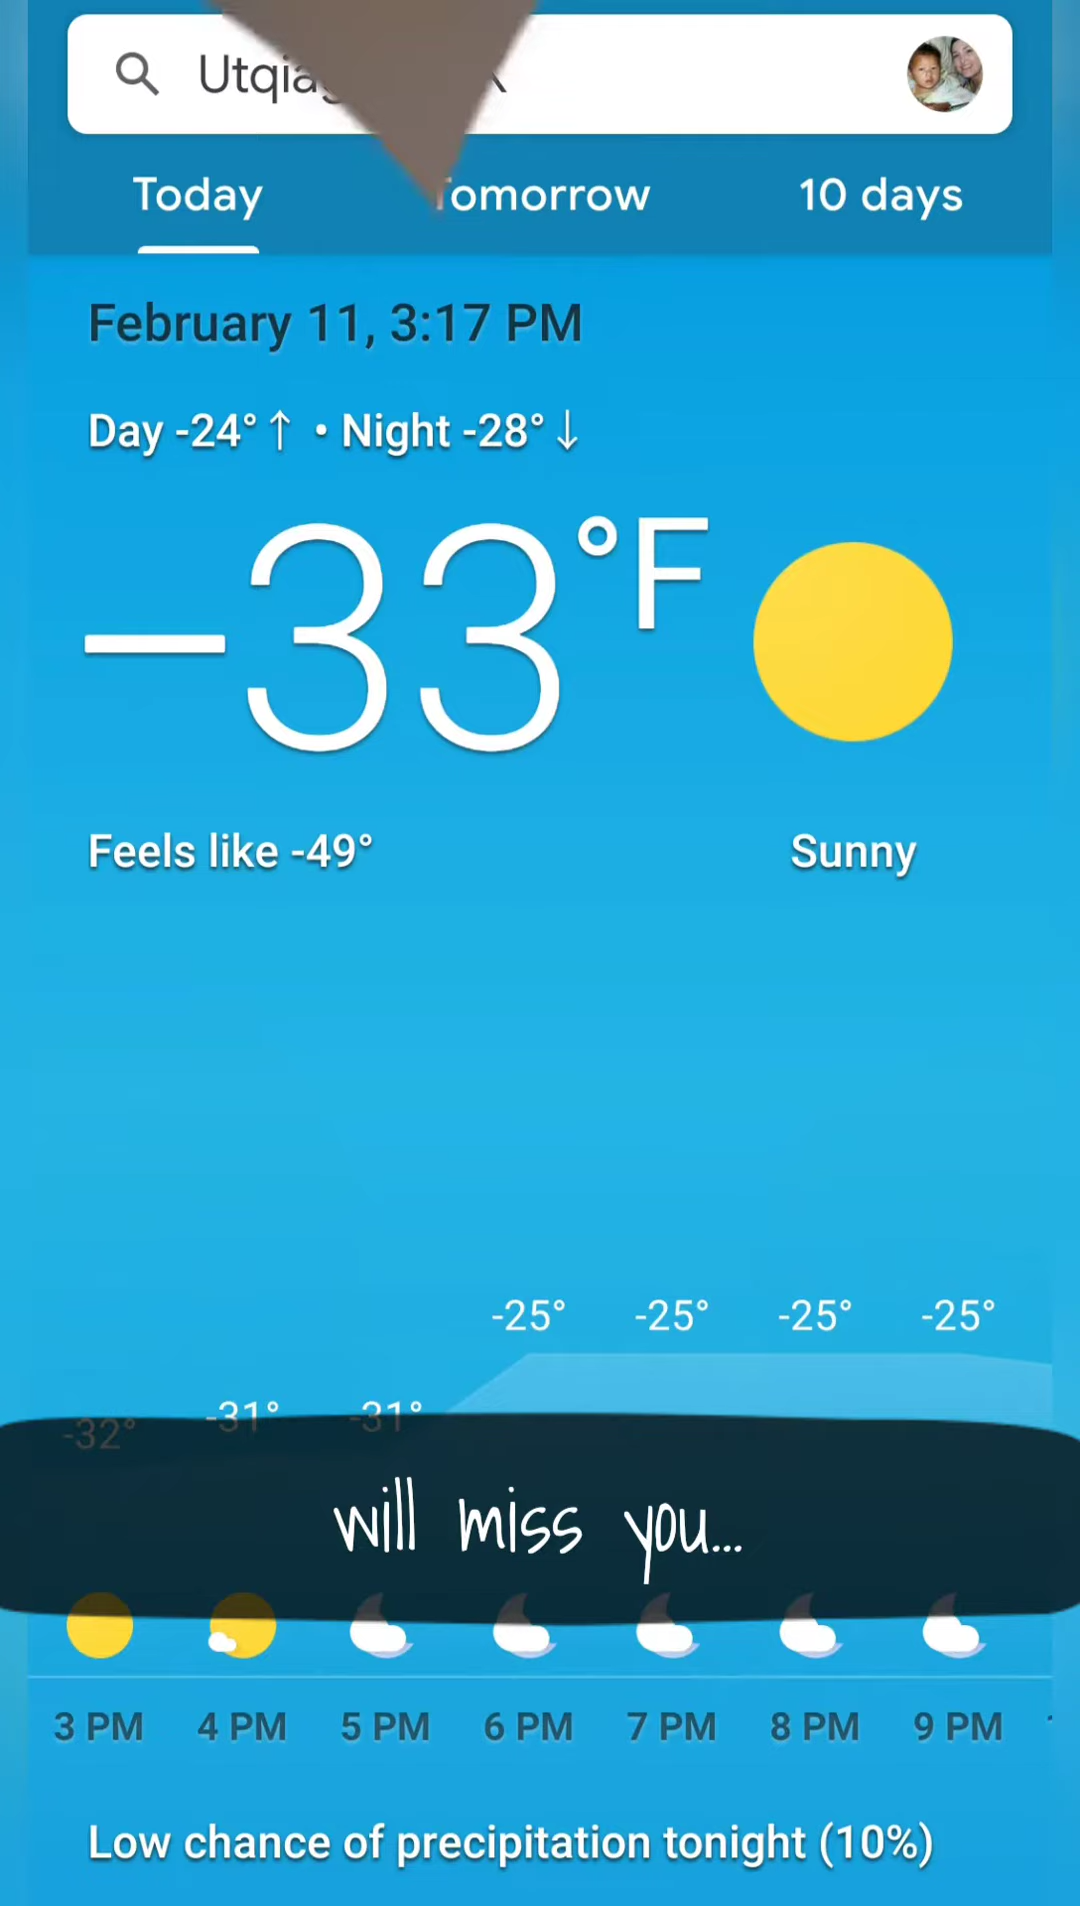 Today Tomorrow 10 days
February 11, 3:17 PM
Day -24° ↑ • Night -28° ↓
-33 °F
Feels like -49° Sunny
-25° -25° -25° -25°
-32° -31° -31°
will miss you...
3 PM 4 PM 5 PM 6 PM 7 PM 8 PM 9 PM
Low chance of precipitation tonight (10%)